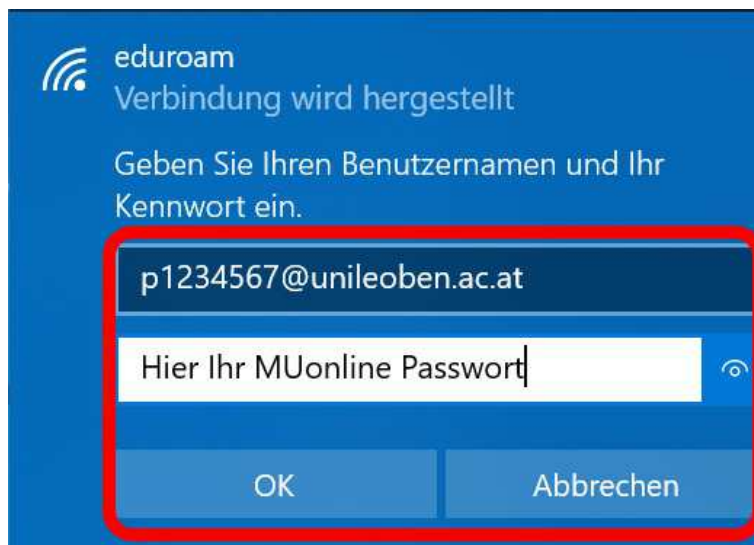 eduroam
Verbindung wird hergestellt
Geben Sie Ihren Benutzernamen und Ihr
Kennwort ein.
p1234567@unileoben.ac.at
Hier Ihr MUonline Passwort
OK Abbrechen